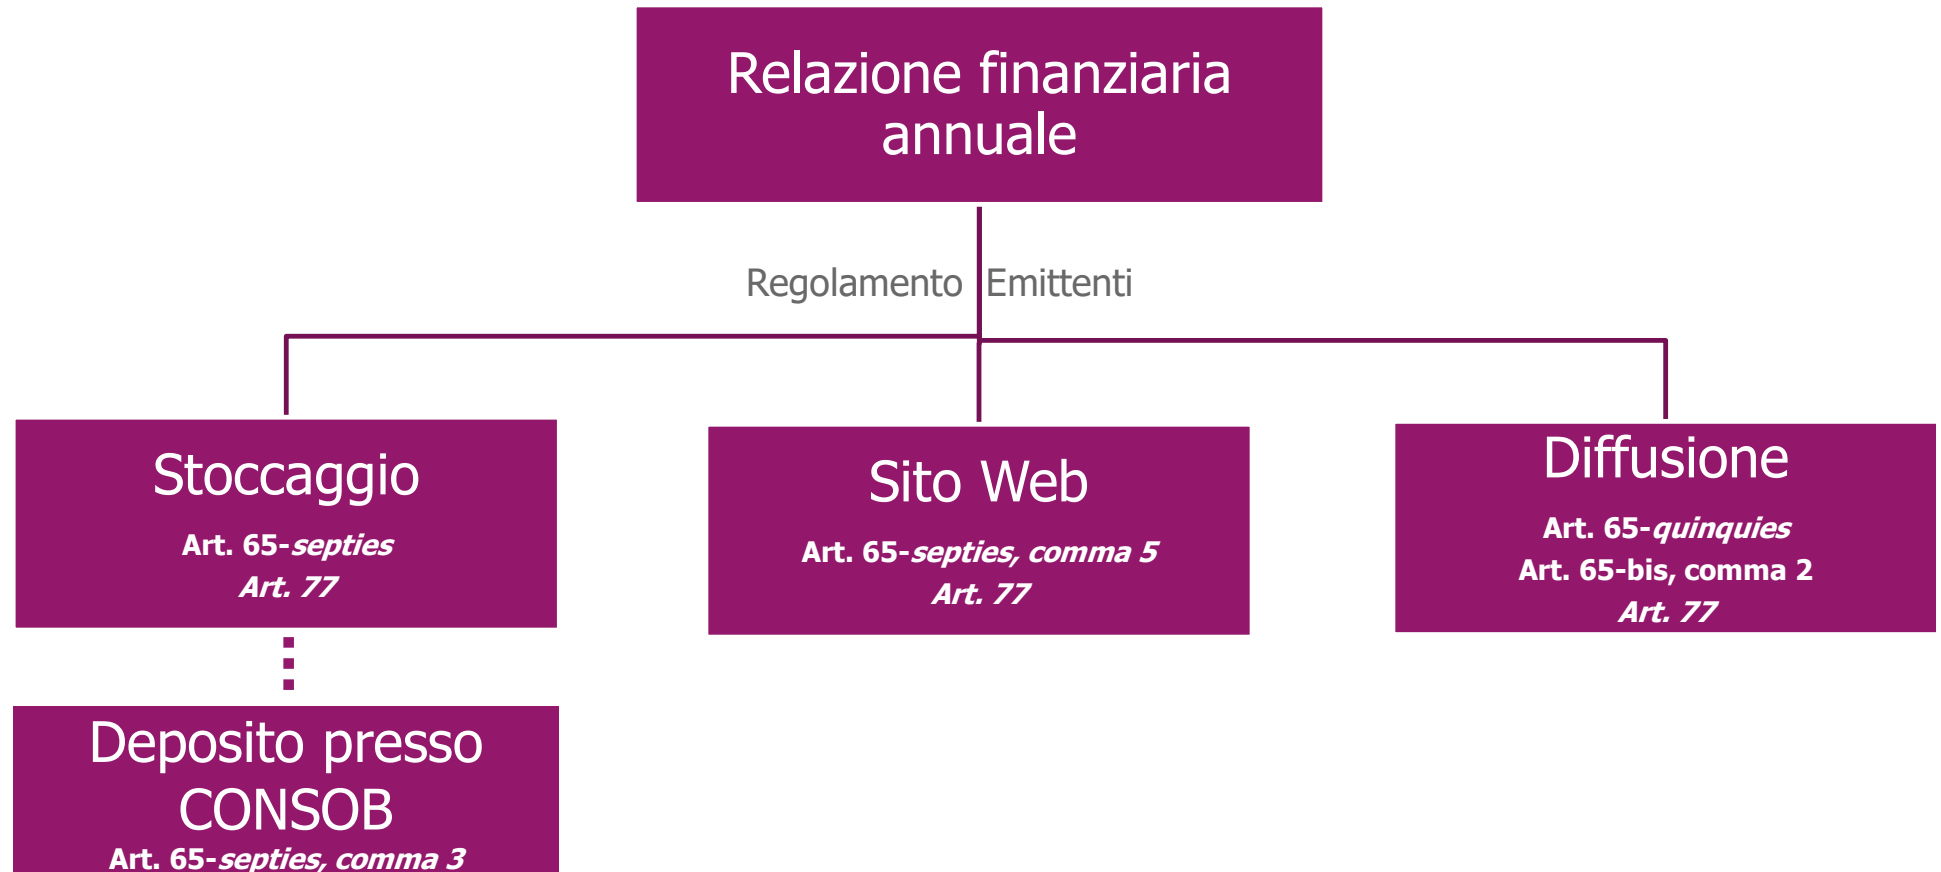 Relazione finanziaria
annuale
Regolamento Emittenti
Stoccaggio
Art. 65-septies
Art. 77
Sito Web
Art. 65-septies, comma 5
Art. 77
Diffusione
Art. 65-quinquies
Art. 65-bis, comma 2
Art. 77
Deposito presso
CONSOB
Art. 65-septies, comma 3